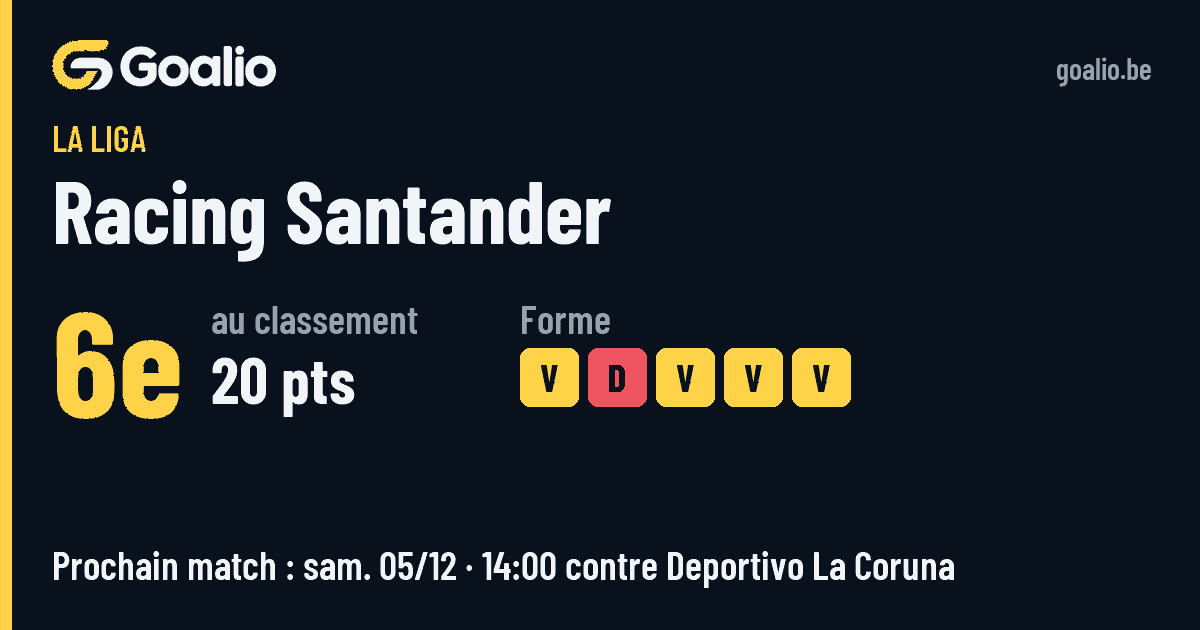 Goalio
goalio.be
LA LIGA
Racing Santander
6e
au classement
20 pts
Forme
V D V V V
Prochain match : sam. 05/12 · 14:00 contre Deportivo La Coruna